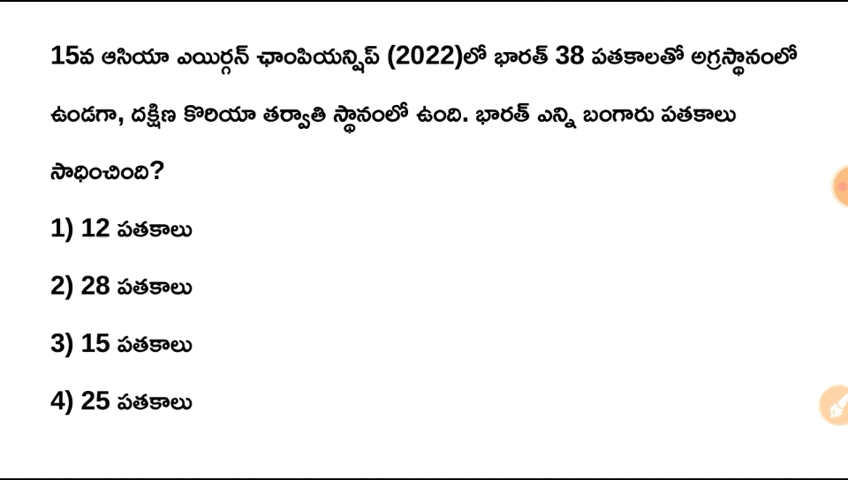 15వ ఆసియా ఎయిర్గన్ ఛాంపియన్షిప్ (2022)లో భారత్ 38 పతకాలతో అగ్రస్థానంలో
ఉండగా, దక్షిణ కొరియా తర్వాతి స్థానంలో ఉంది. భారత్ ఎన్ని బంగారు పతకాలు
సాధించింది?
1) 12 పతకాలు
2) 28 పతకాలు
3) 15 పతకాలు
4) 25 పతకాలు